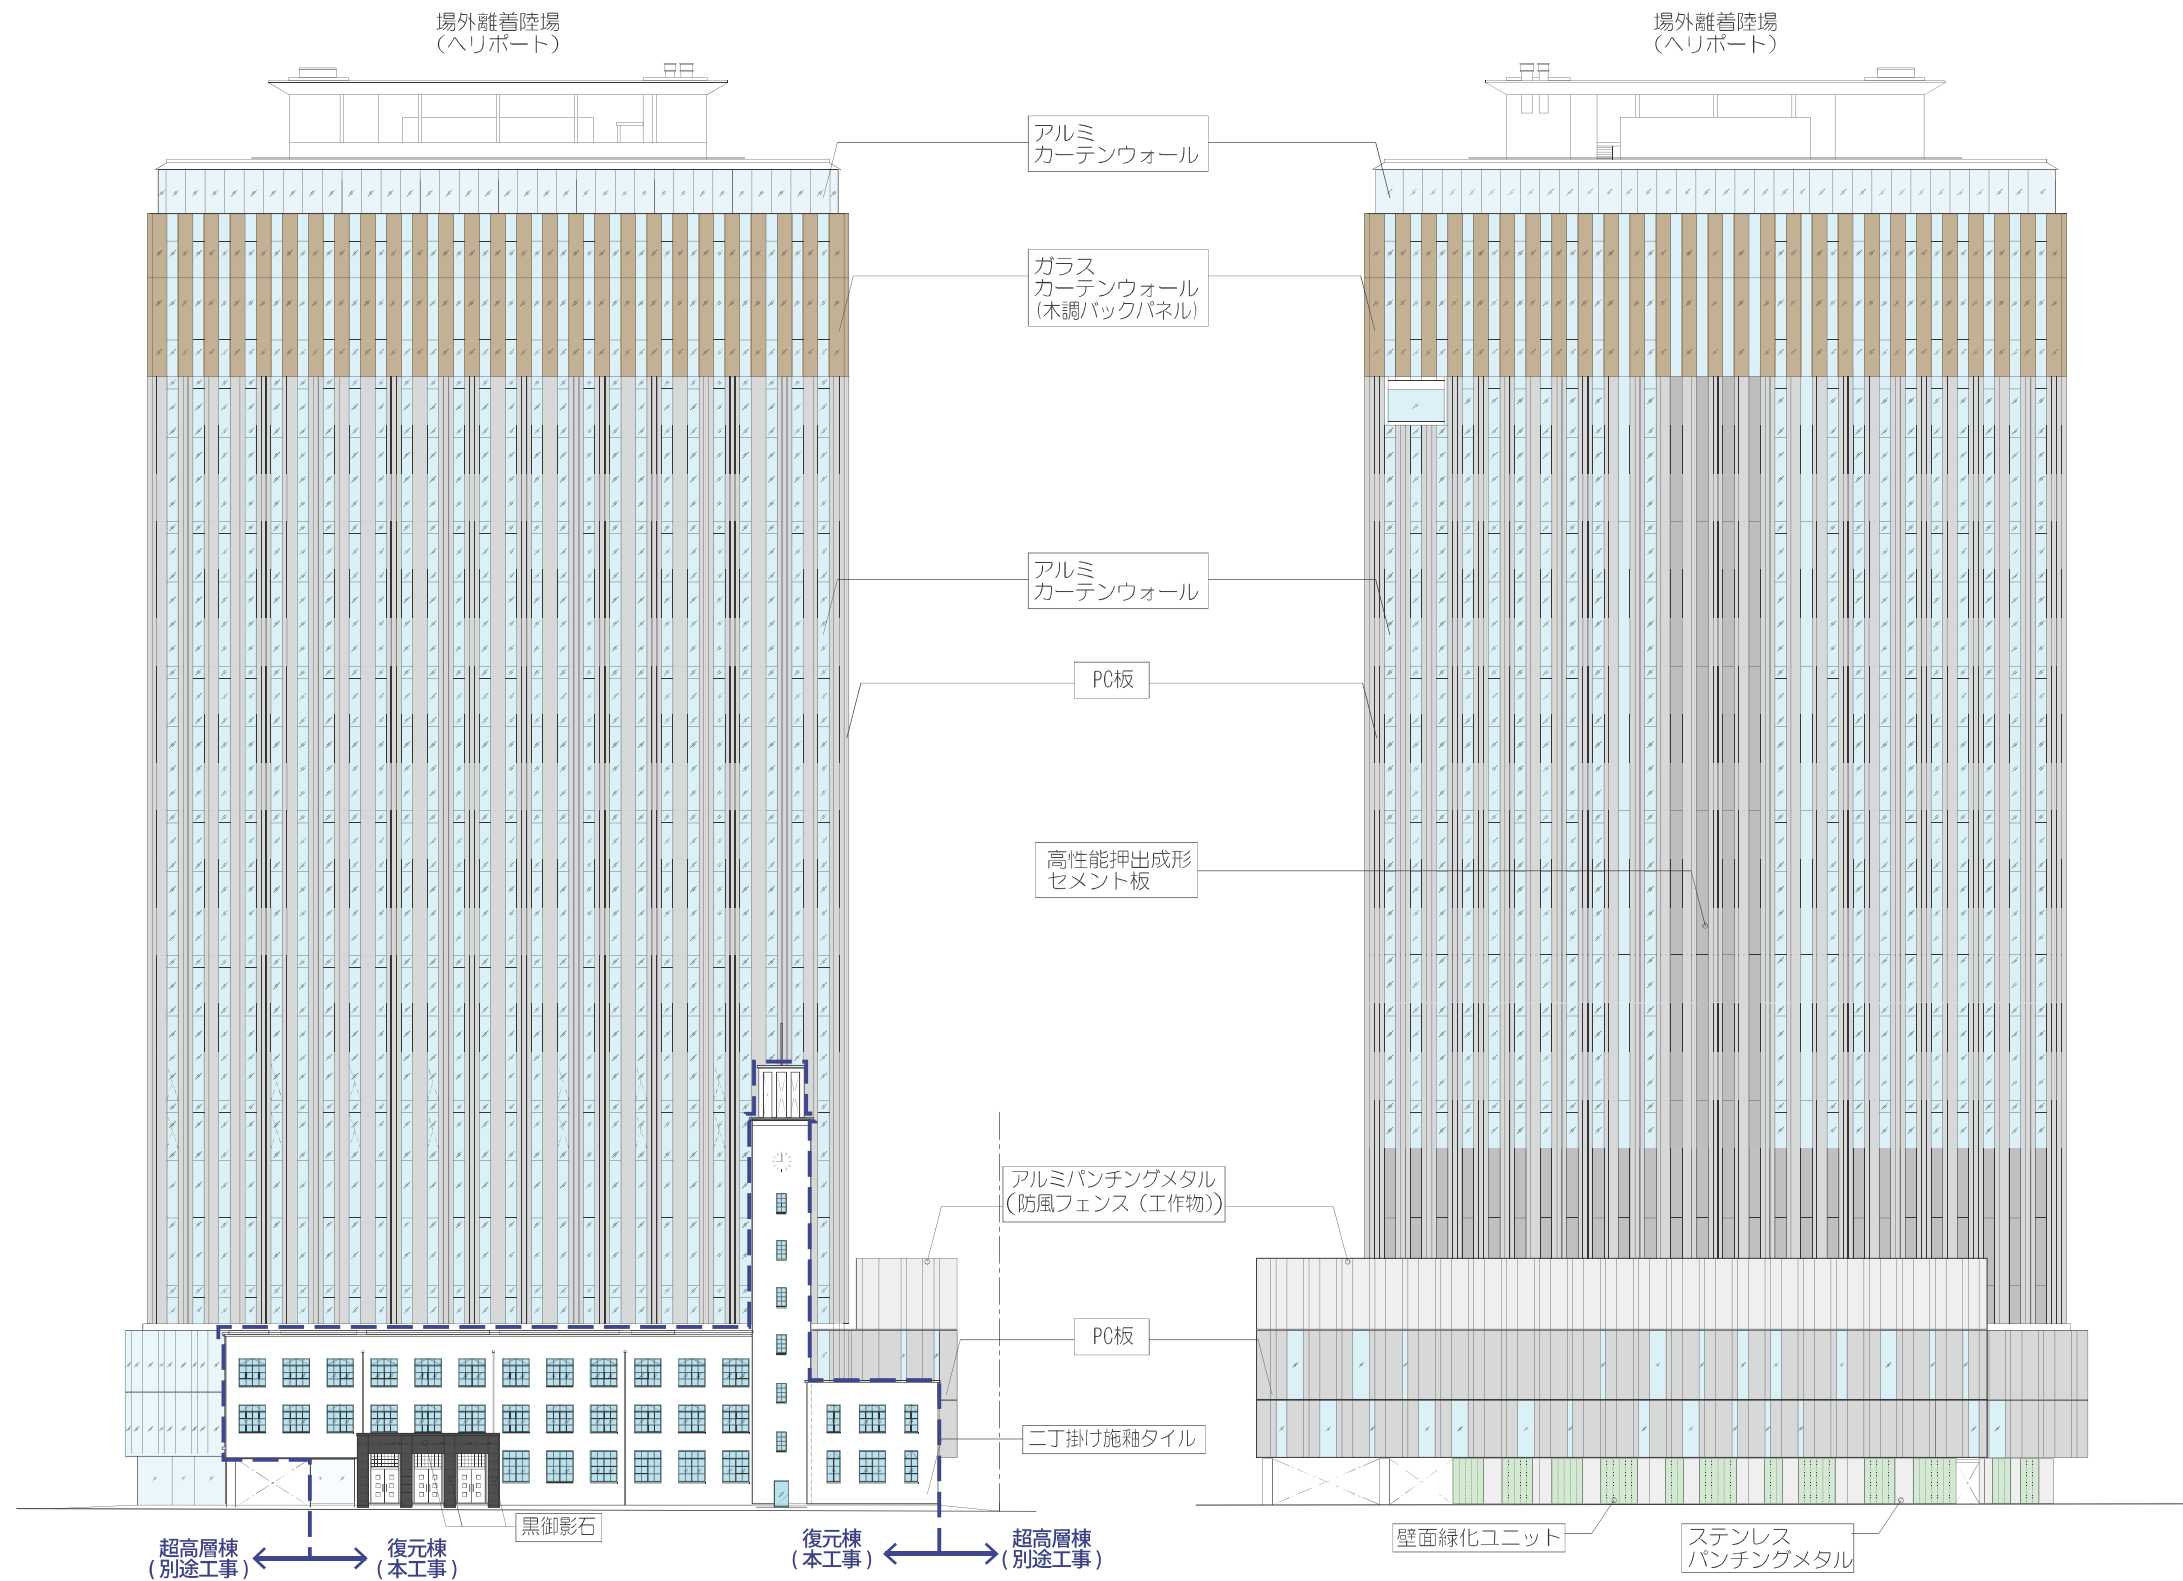 場外離着陸場
（ヘリポート）
場外離着陸場
（ヘリポート）
アルミ
カーテンウォール
ガラス
カーテンウォール
(木調バックパネル)
アルミ
カーテンウォール
PC板
高性能押出成形
セメント板
アルミパンチングメタル
(防風フェンス（工作物）)
PC板
二丁掛け施釉タイル
黒御影石
壁面緑化ユニット
ステンレス
パンチングメタル
超高層棟
(別途工事)
復元棟
(本工事)
復元棟
(本工事)
超高層棟
(別途工事)